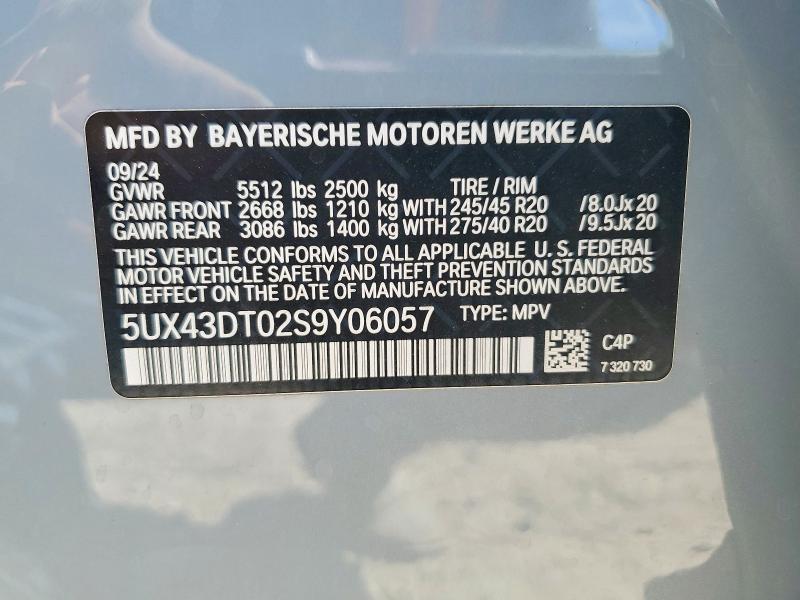 MFD BY BAYERISCHE MOTOREN WERKE AG
09/24
GVWR 5512 lbs 2500 kg TIRE / RIM
GAWR FRONT 2668 lbs 1210 kg WITH 245/45 R20 /8.0Jx20
GAWR REAR 3086 lbs 1400 kg WITH 275/40 R20 /9.5Jx20
THIS VEHICLE CONFORMS TO ALL APPLICABLE U. S. FEDERAL
MOTOR VEHICLE SAFETY AND THEFT PREVENTION STANDARDS
IN EFFECT ON THE DATE OF MANUFACTURE SHOWN ABOVE.
5UX43DT02S9Y06057 TYPE: MPV
C4P
7 320 730